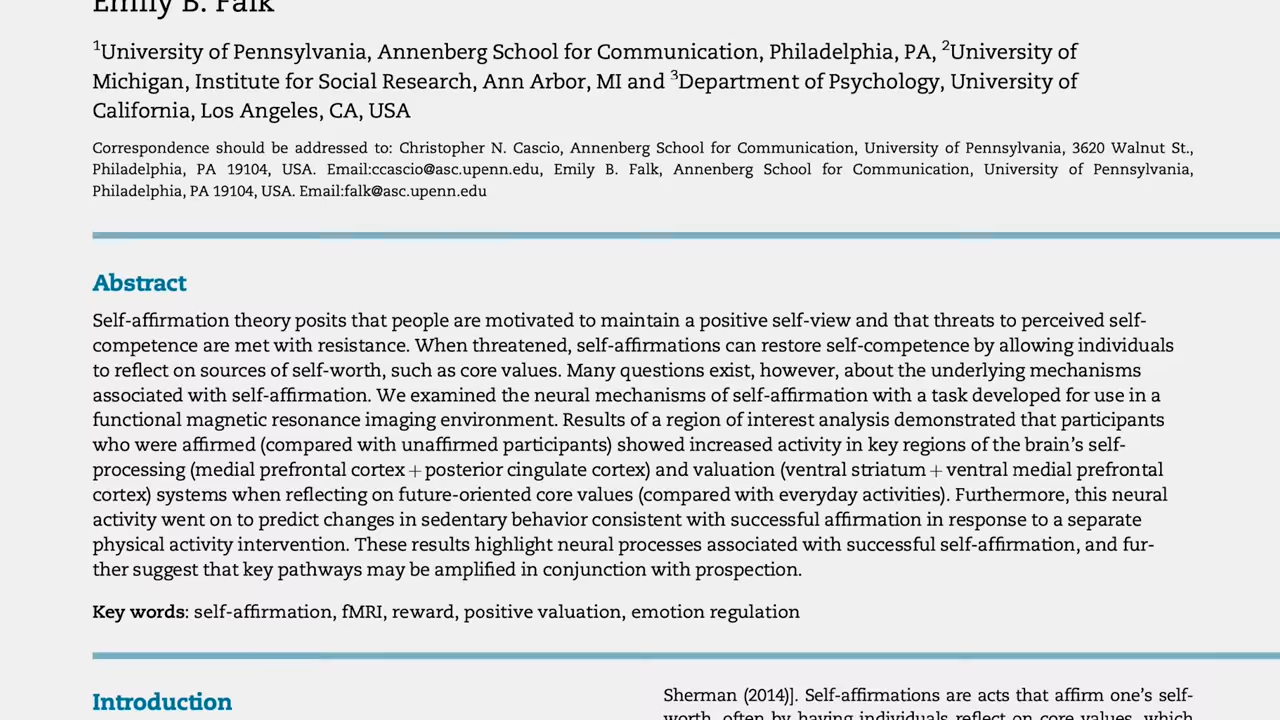 Emily B. Falk
¹University of Pennsylvania, Annenberg School for Communication, Philadelphia, PA, ²University of
Michigan, Institute for Social Research, Ann Arbor, MI and ³Department of Psychology, University of
California, Los Angeles, CA, USA
Correspondence should be addressed to: Christopher N. Cascio, Annenberg School for Communication, University of Pennsylvania, 3620 Walnut St.,
Philadelphia, PA 19104, USA. Email:ccascio@asc.upenn.edu, Emily B. Falk, Annenberg School for Communication, University of Pennsylvania,
Philadelphia, PA 19104, USA. Email:falk@asc.upenn.edu
Abstract
Self-affirmation theory posits that people are motivated to maintain a positive self-view and that threats to perceived self-
competence are met with resistance. When threatened, self-affirmations can restore self-competence by allowing individuals
to reflect on sources of self-worth, such as core values. Many questions exist, however, about the underlying mechanisms
associated with self-affirmation. We examined the neural mechanisms of self-affirmation with a task developed for use in a
functional magnetic resonance imaging environment. Results of a region of interest analysis demonstrated that participants
who were affirmed (compared with unaffirmed participants) showed increased activity in key regions of the brain's self-
processing (medial prefrontal cortex + posterior cingulate cortex) and valuation (ventral striatum + ventral medial prefrontal
cortex) systems when reflecting on future-oriented core values (compared with everyday activities). Furthermore, this neural
activity went on to predict changes in sedentary behavior consistent with successful affirmation in response to a separate
physical activity intervention. These results highlight neural processes associated with successful self-affirmation, and fur-
ther suggest that key pathways may be amplified in conjunction with prospection.
Key words: self-affirmation, fMRI, reward, positive valuation, emotion regulation
Introduction
Sherman (2014)]. Self-affirmations are acts that affirm one's self-
worth, often by having individuals reflect on core values, which